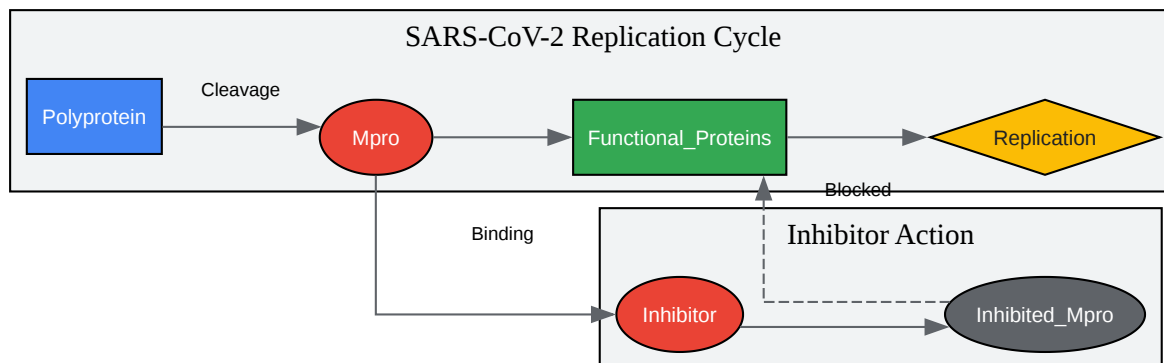 SARS-CoV-2 Replication Cycle
Polyprotein
Cleavage
Mpro
Functional_Proteins
Replication
Blocked
Binding
Inhibitor Action
Inhibitor
Inhibited_Mpro